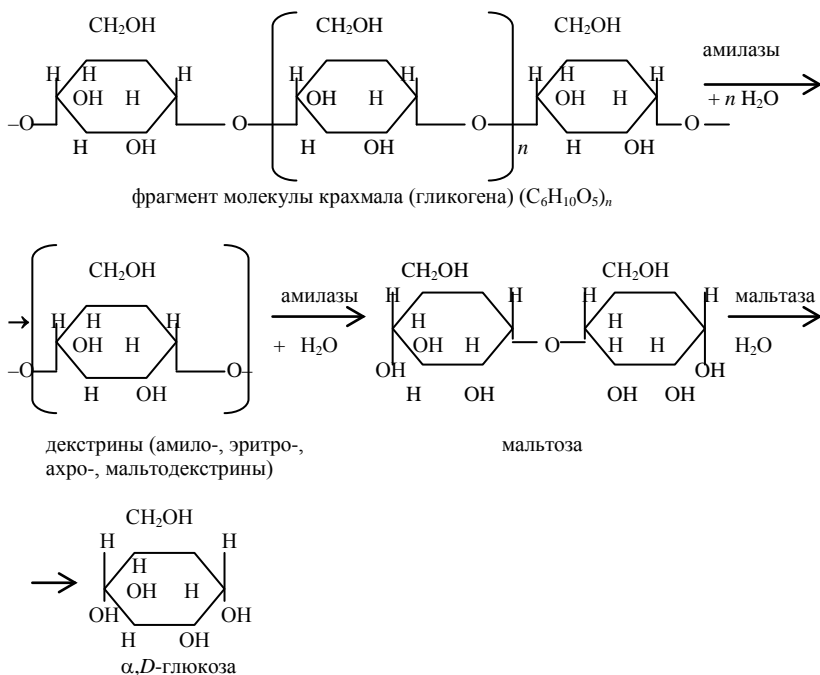 CH₂OH CH₂OH CH₂OH
амилазы
H H H H H H H H
OH H OH H OH H + n H₂O
–O O O O
H OH H OH n H OH
фрагмент молекулы крахмала (гликогена) (C₆H₁₀O₅)ₙ
CH₂OH CH₂OH CH₂OH
амилазы мальтаза
→ H H H H H H H
H H
OH H + H₂O OH H O H H H₂O
–O O– OH OH
H OH H OH OH OH
декстрины (амило-, эритро-, мальтоза
ахро-, мальтодекстрины)
CH₂OH
H H
H
OH H
OH OH
H OH
α,D-глюкоза